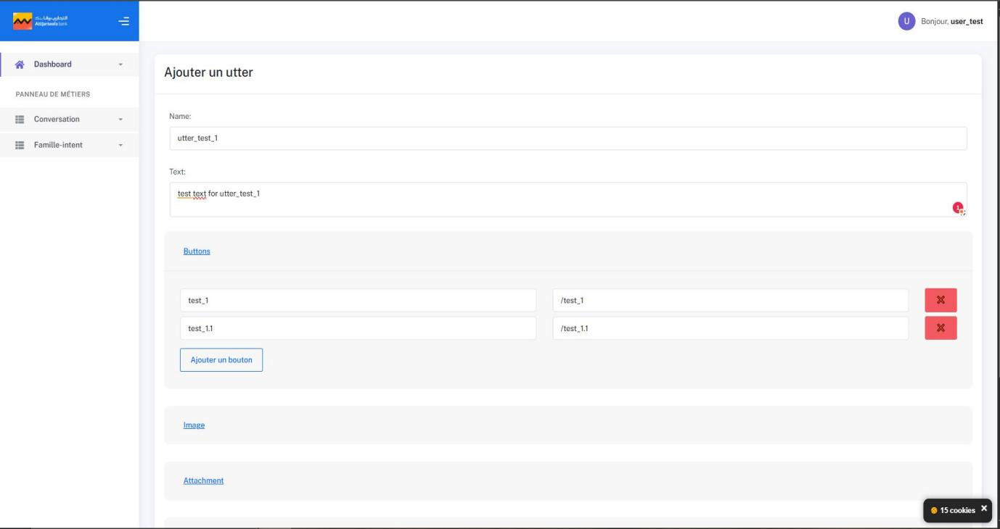 التجاري وفا بنك
Attijariwafa bank
U
Bonjour, user_test
Dashboard
PANNEAU DE MÉTIERS
Conversation
Famille-intent
Ajouter un utter
Name:
utter_test_1
Text:
test text for utter_test_1
1
Buttons
test_1 /test_1
test_1.1 /test_1.1
Ajouter un bouton
Image
Attachment
15 cookies